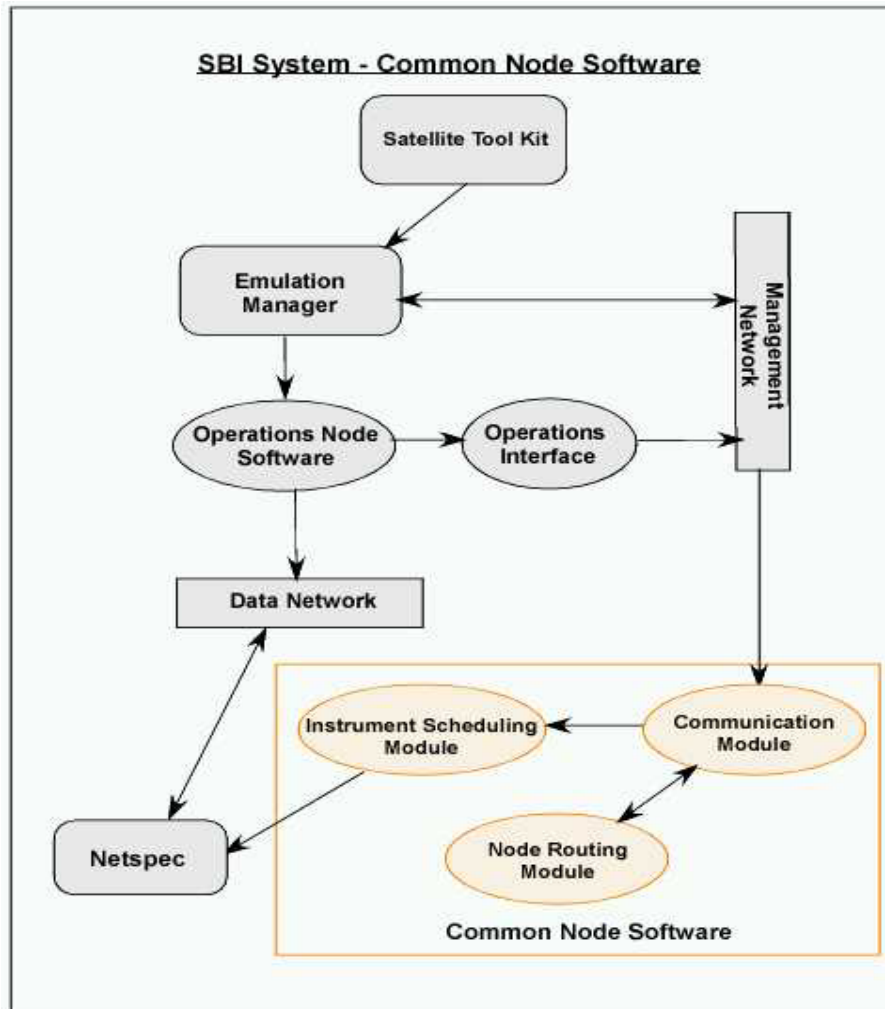 SBI System - Common Node Software
Satellite Tool Kit
Emulation
Manager
Management
Network
Operations Node
Software
Operations
Interface
Data Network
Instrument Scheduling
Module
Communication
Module
Netspec
Node Routing
Module
Common Node Software